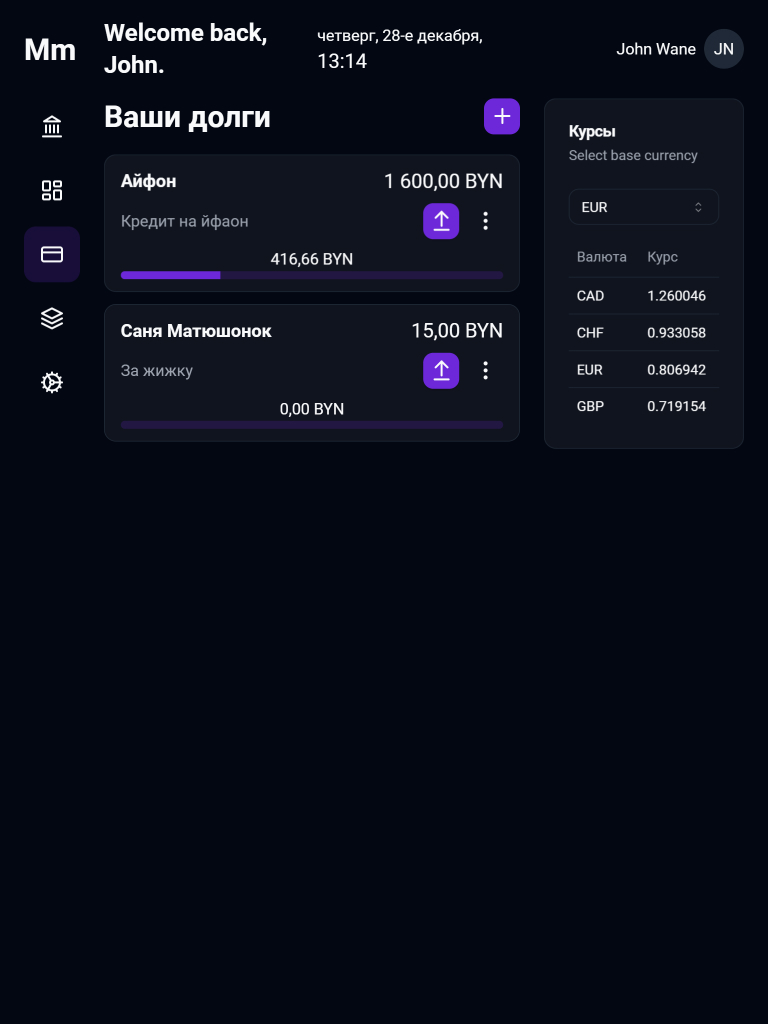 Mm
Welcome back,
John.
четверг, 28-е декабря,
13:14
John Wane
JN
Ваши долги
Айфон
1 600,00 BYN
Кредит на йфаон
416,66 BYN
Саня Матюшонок
15,00 BYN
За жижку
0,00 BYN
Курсы
Select base currency
EUR
Валюта Курс
CAD 1.260046
CHF 0.933058
EUR 0.806942
GBP 0.719154